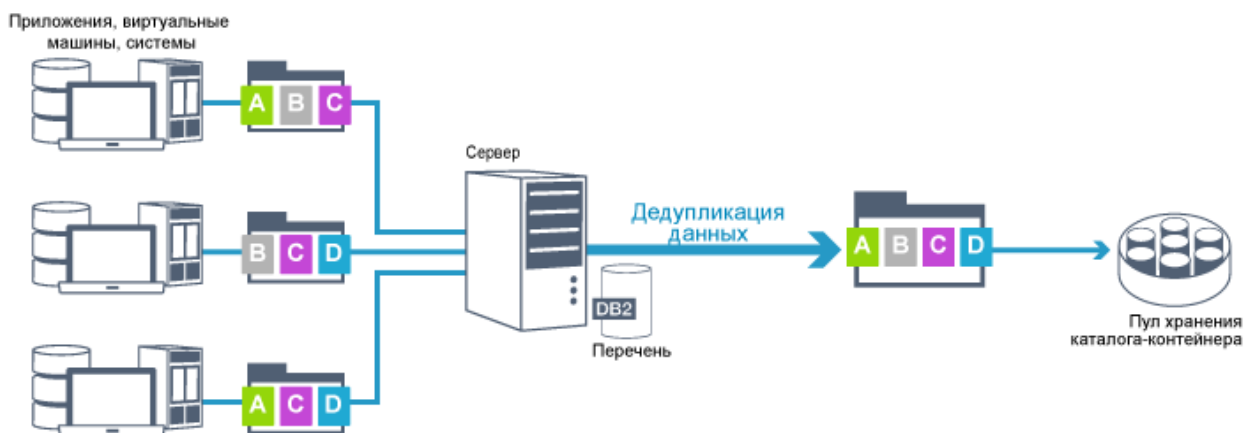 Приложения, виртуальные
машины, системы
A B C
Сервер
B C D
Дедупликация
данных
A B C D
DB2
Перечень
Пул хранения
каталога-контейнера
A C D